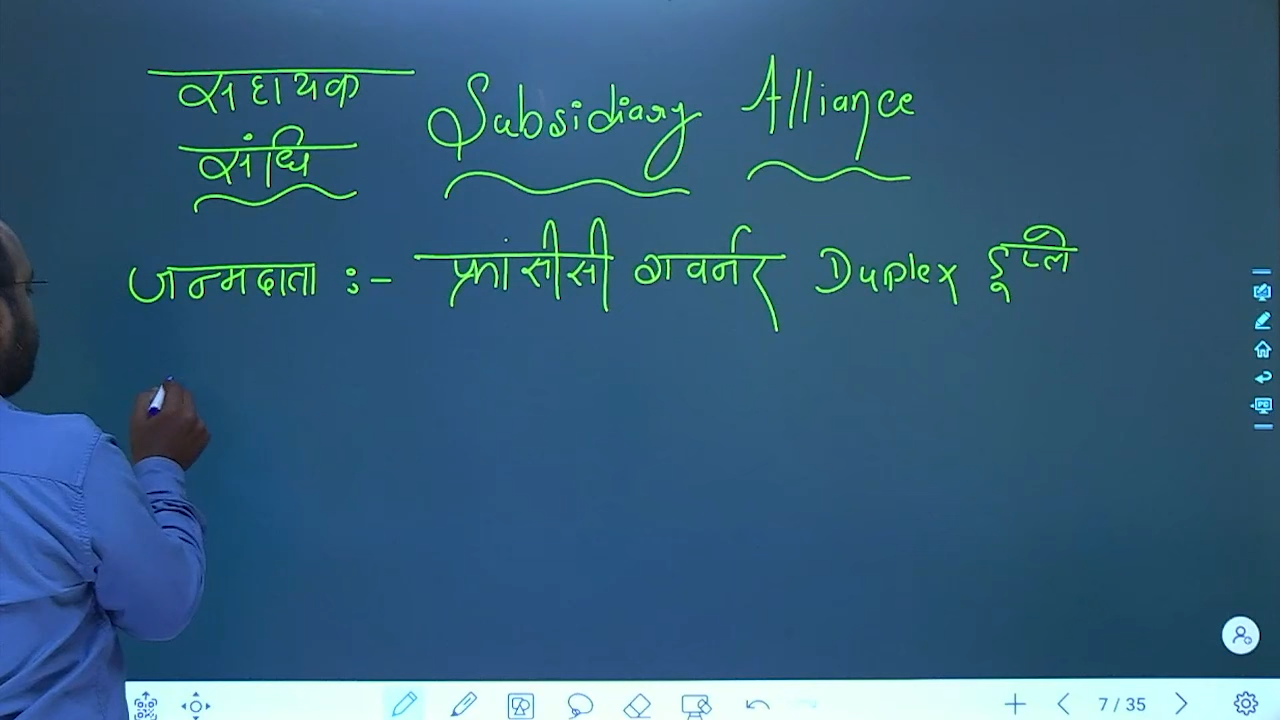 सहायक संधि Subsidiary Alliance
जन्मदाता :- फ्रांसीसी गवर्नर Duplex डूप्ले
7 / 35